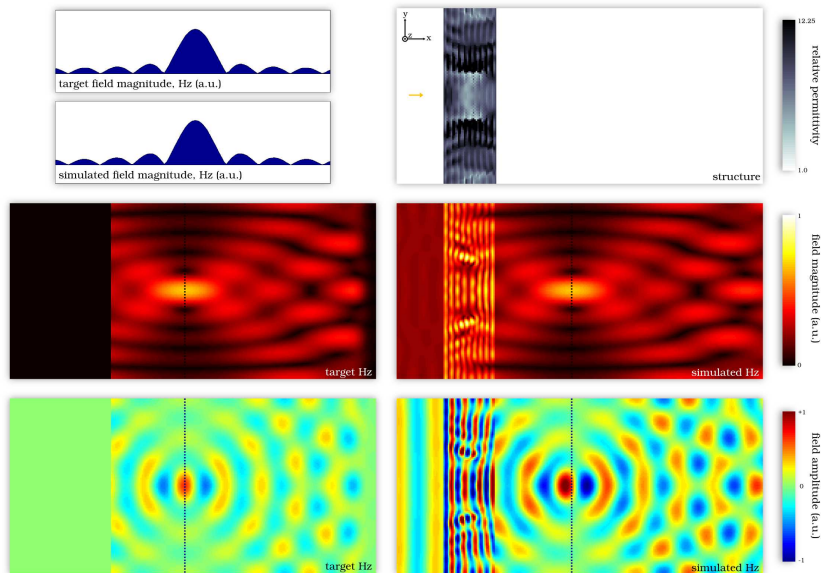 target field magnitude, Hz (a.u.)
simulated field magnitude, Hz (a.u.)
y
z
x
structure
12.25
relative permittivity
1.0
target Hz
simulated Hz
1
field magnitude (a.u.)
0
target Hz
simulated Hz
+1
field amplitude (a.u.)
0
-1